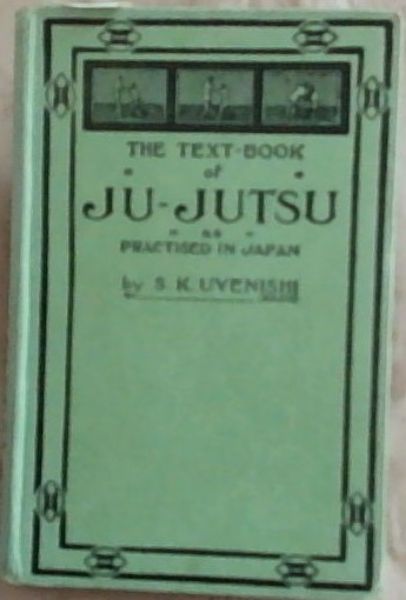 THE TEXT-BOOK
of
JU-JUTSU
as
PRACTISED IN JAPAN
by S. K. UYENISHI